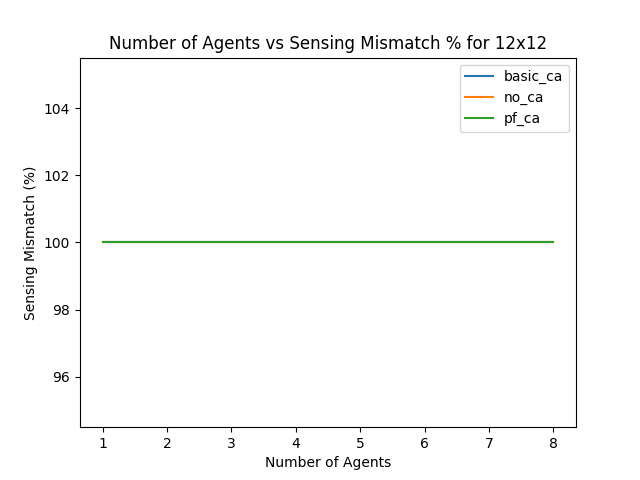 Number of Agents vs Sensing Mismatch % for 12x12
basic_ca
no_ca
pf_ca
Sensing Mismatch (%)
104
102
100
98
96
1 2 3 4 5 6 7 8
Number of Agents